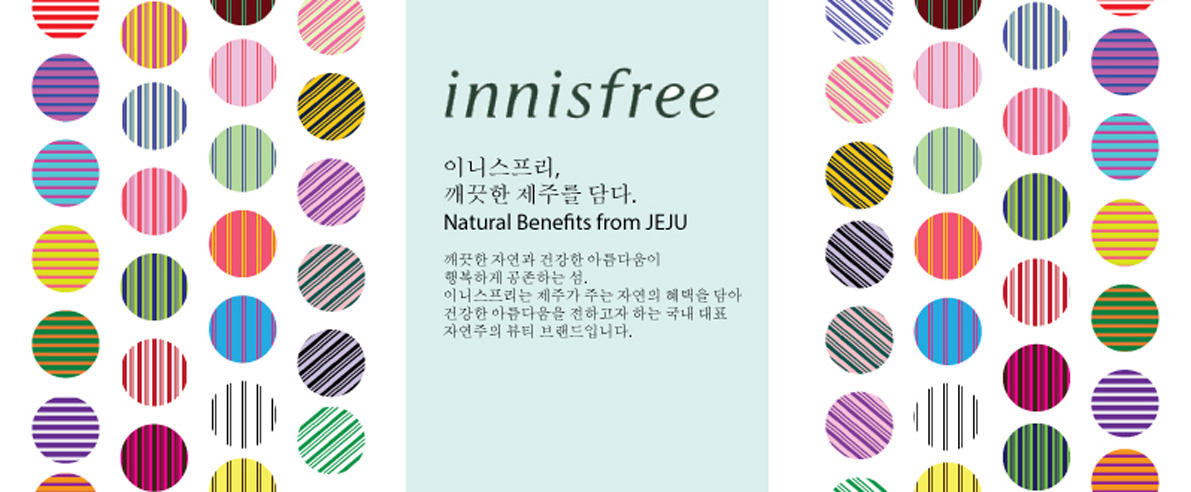 innisfree
이니스프리,
깨끗한 제주를 담다.
Natural Benefits from JEJU
깨끗한 자연과 건강한 아름다움이
행복하게 공존하는 섬.
이니스프리는 제주가 주는 자연의 혜택을 담아
건강한 아름다움을 전하고자 하는 국내 대표
자연주의 뷰티 브랜드입니다.